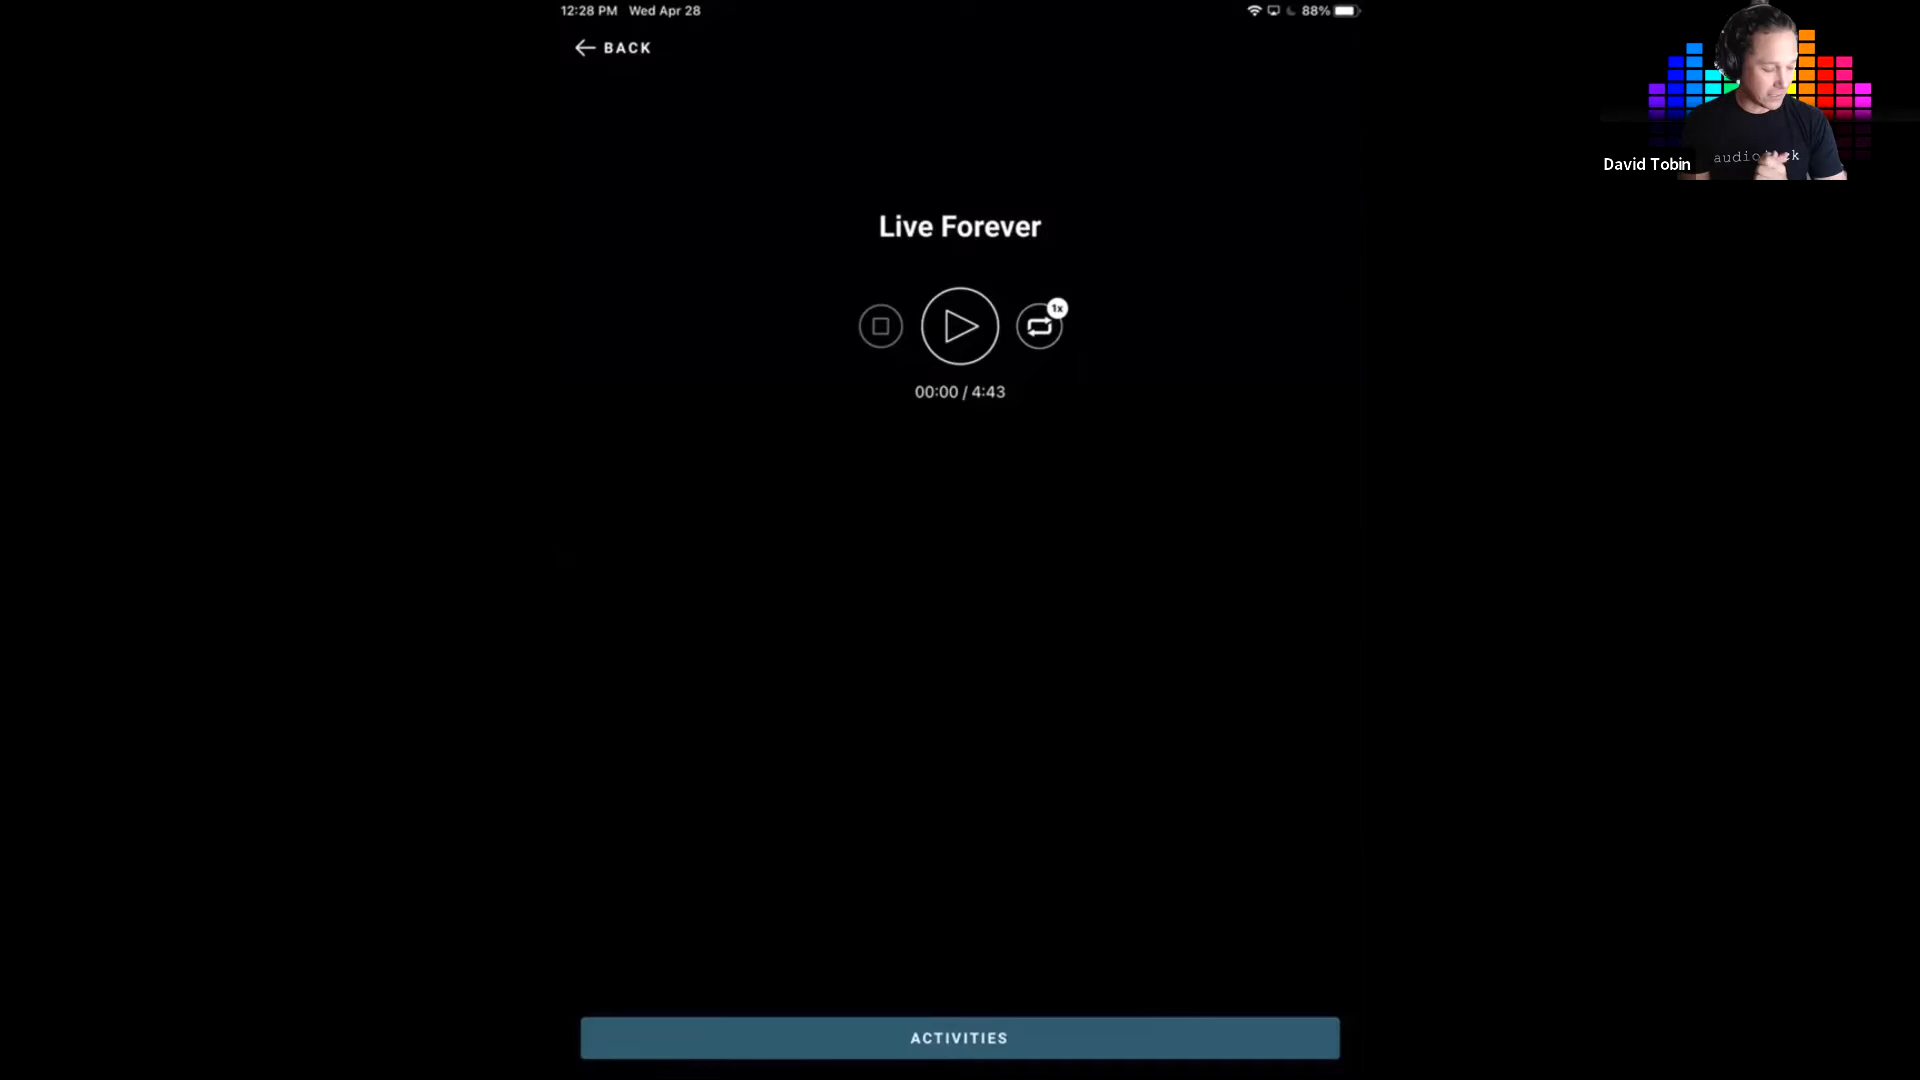 12:28 PM Wed Apr 28
88%
BACK
David Tobin
Live Forever
1x
00:00 / 4:43
ACTIVITIES